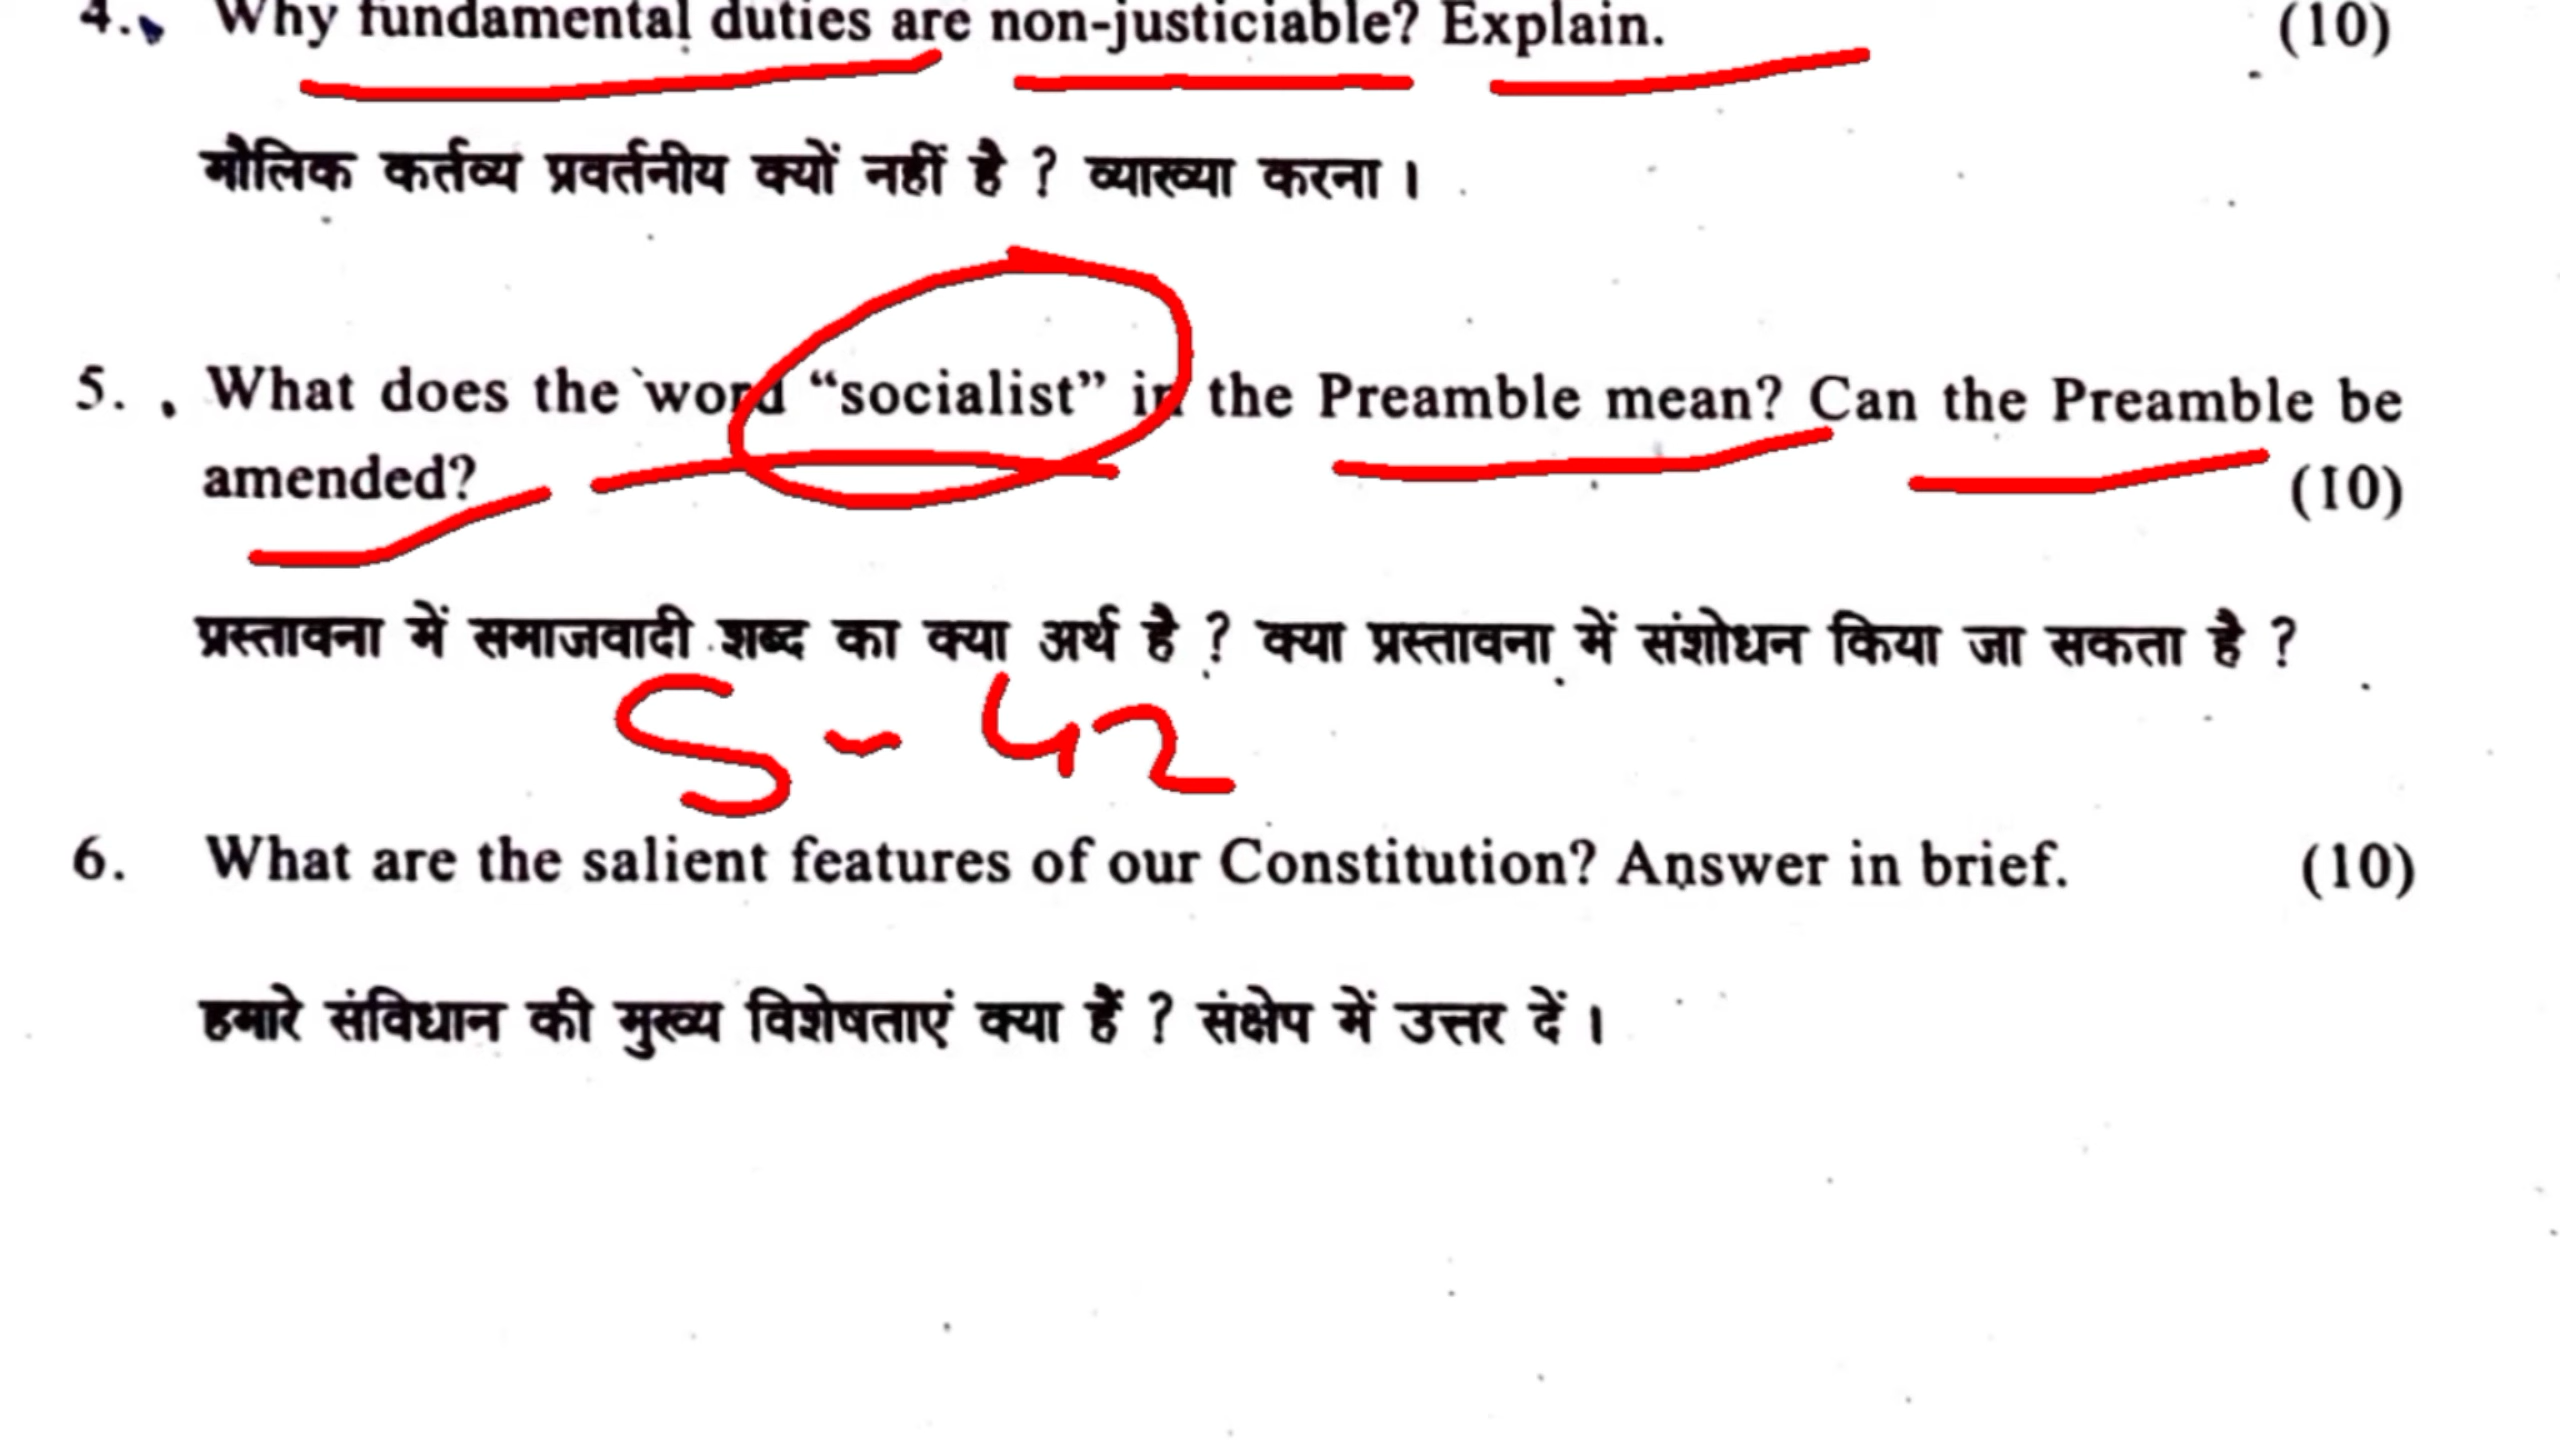 4. Why fundamental duties are non-justiciable? Explain. (10)
मौलिक कर्तव्य प्रवर्तनीय क्यों नहीं है ? व्याख्या करना ।
5. What does the word “socialist” in the Preamble mean? Can the Preamble be
amended? (10)
प्रस्तावना में समाजवादी शब्द का क्या अर्थ है ? क्या प्रस्तावना में संशोधन किया जा सकता है ?
S - 42
6. What are the salient features of our Constitution? Answer in brief. (10)
हमारे संविधान की मुख्य विशेषताएं क्या हैं ? संक्षेप में उत्तर दें ।